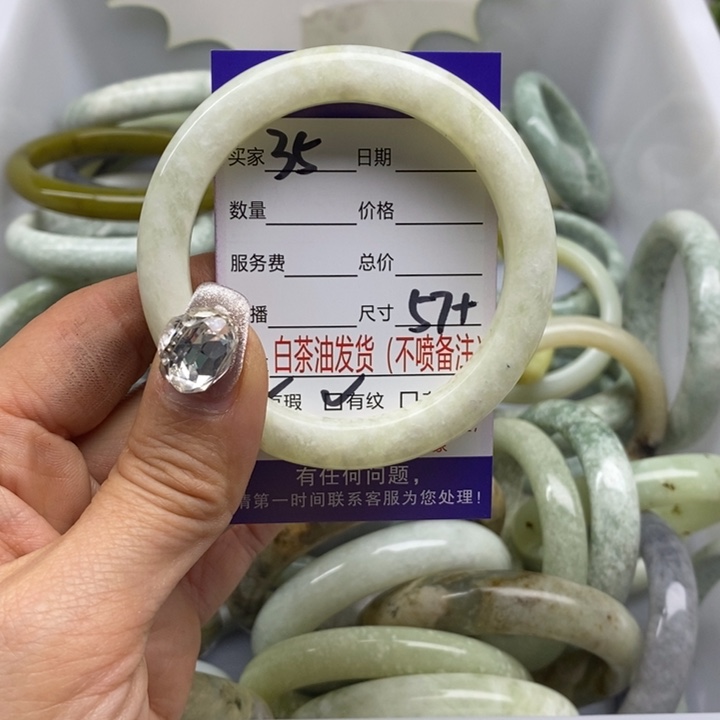 买家 35 日期
数量 价格
服务费 总价
播 尺寸 57+
白茶油发货（不喷备注）
瑕 有纹
有任何问题，
请第一时间联系客服为您处理！